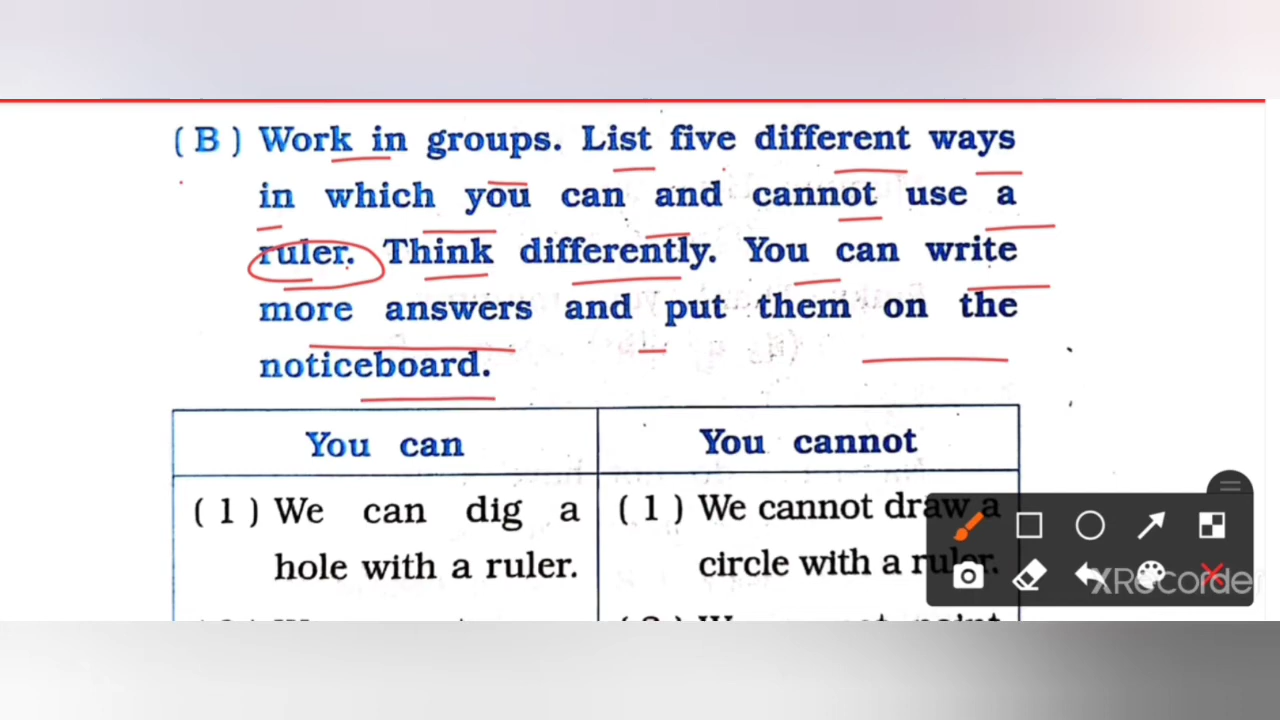 ( B ) Work in groups. List five different ways
in which you can and cannot use a
ruler. Think differently. You can write
more answers and put them on the
noticeboard.
You can
You cannot
( 1 ) We can dig a
hole with a ruler.
( 1 ) We cannot draw a
circle with a ruler.
XRecorder